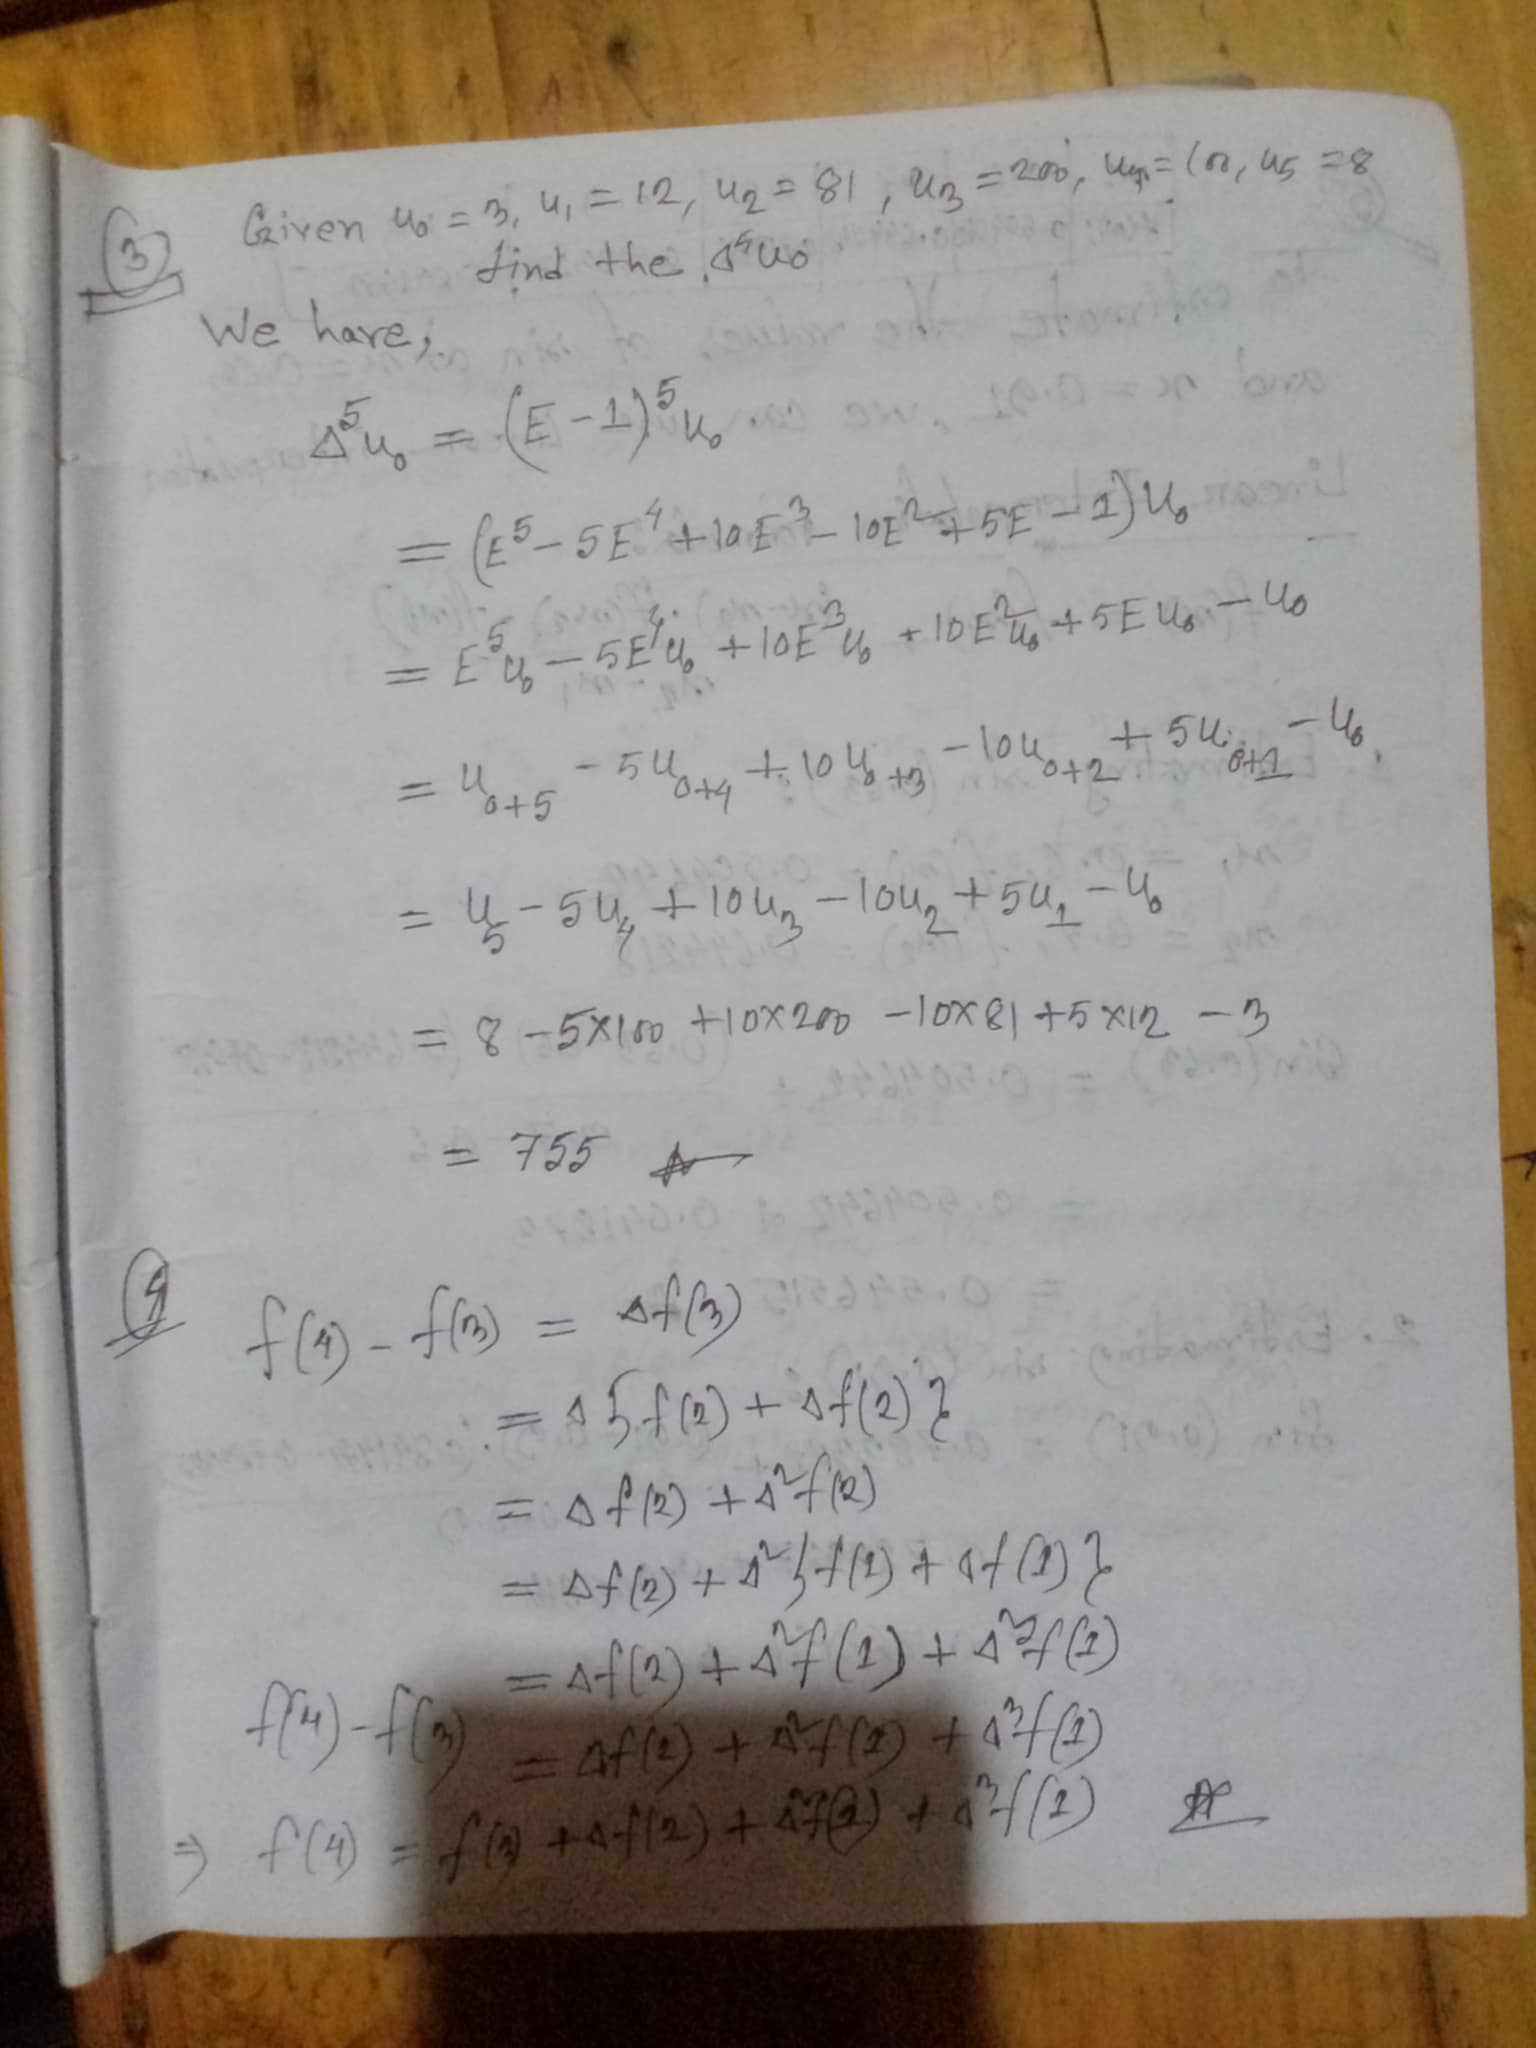 ③ Given u₀ = 3, u₁ = 12, u₂ = 81, u₃ = 200, u₄ = 100, u₅ = 8
find the Δ⁵u₀
We have,
Δ⁵u₀ = (E - 1)⁵u₀
= (E⁵ - 5E⁴ + 10E³ - 10E² + 5E - 1)u₀
= E⁵u₀ - 5E⁴u₀ + 10E³u₀ + 10E²u₀ + 5Eu₀ - u₀
= u₀₊₅ - 5u₀₊₄ + 10u₀₊₃ - 10u₀₊₂ + 5u₀₊₁ - u₀.
= u₅ - 5u₄ + 10u₃ - 10u₂ + 5u₁ - u₀
= 8 - 5×100 + 10×200 - 10×81 + 5×12 - 3
= 755
④ f(4) - f(3) = Δf(3)
= Δ{f(2) + Δf(2)}
= Δf(2) + Δ²f(2)
= Δf(2) + Δ²{f(1) + Δf(1)}
= Δf(2) + Δ²f(1) + Δ³f(1)
f(4) - f(3) = Δf(2) + Δ²f(1) + Δ³f(1)
⇒ f(4) = f(3) + Δf(2) + Δ²f(1) + Δ³f(1)